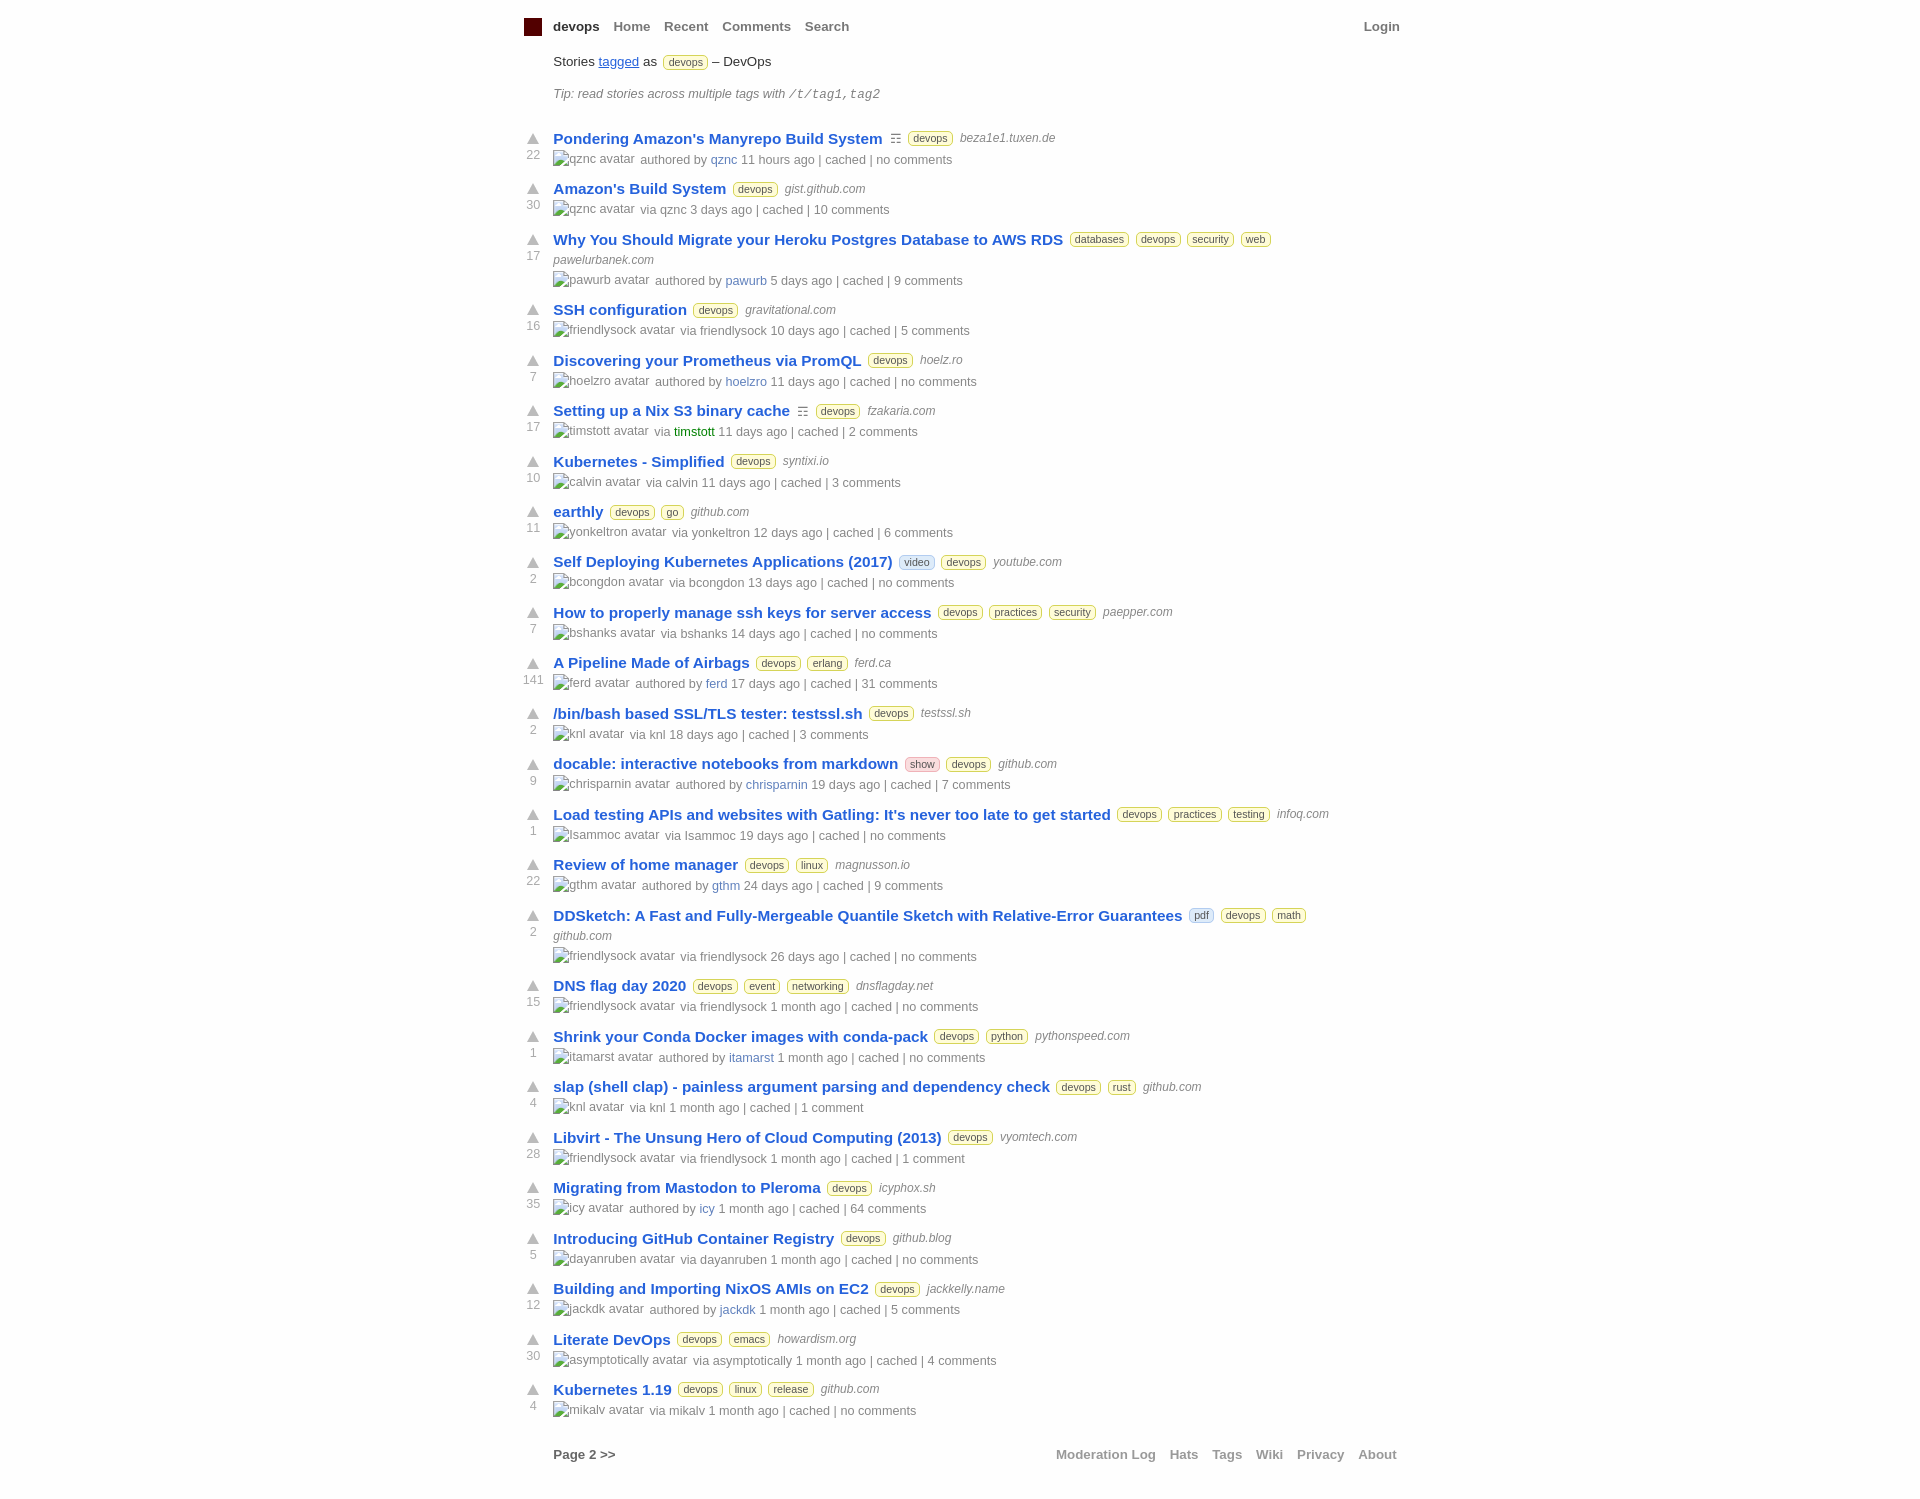 devops Home Recent Comments Search Login
Stories tagged as devops – DevOps
Tip: read stories across multiple tags with /t/tag1,tag2
Pondering Amazon's Manyrepo Build System ☶ devops beza1e1.tuxen.de
22 qznc avatar authored by qznc 11 hours ago | cached | no comments
Amazon's Build System devops gist.github.com
30 qznc avatar via qznc 3 days ago | cached | 10 comments
Why You Should Migrate your Heroku Postgres Database to AWS RDS databases devops security web
17 pawelurbanek.com
pawurb avatar authored by pawurb 5 days ago | cached | 9 comments
SSH configuration devops gravitational.com
16 friendlysock avatar via friendlysock 10 days ago | cached | 5 comments
Discovering your Prometheus via PromQL devops hoelz.ro
7 hoelzro avatar authored by hoelzro 11 days ago | cached | no comments
Setting up a Nix S3 binary cache ☶ devops fzakaria.com
17 timstott avatar via timstott 11 days ago | cached | 2 comments
Kubernetes - Simplified devops syntixi.io
10 calvin avatar via calvin 11 days ago | cached | 3 comments
earthly devops go github.com
11 yonkeltron avatar via yonkeltron 12 days ago | cached | 6 comments
Self Deploying Kubernetes Applications (2017) video devops youtube.com
2 bcongdon avatar via bcongdon 13 days ago | cached | no comments
How to properly manage ssh keys for server access devops practices security paepper.com
7 bshanks avatar via bshanks 14 days ago | cached | no comments
A Pipeline Made of Airbags devops erlang ferd.ca
141 ferd avatar authored by ferd 17 days ago | cached | 31 comments
/bin/bash based SSL/TLS tester: testssl.sh devops testssl.sh
2 knl avatar via knl 18 days ago | cached | 3 comments
docable: interactive notebooks from markdown show devops github.com
9 chrisparnin avatar authored by chrisparnin 19 days ago | cached | 7 comments
Load testing APIs and websites with Gatling: It's never too late to get started devops practices testing infoq.com
1 Isammoc avatar via Isammoc 19 days ago | cached | no comments
Review of home manager devops linux magnusson.io
22 gthm avatar authored by gthm 24 days ago | cached | 9 comments
DDSketch: A Fast and Fully-Mergeable Quantile Sketch with Relative-Error Guarantees pdf devops math
2 github.com
friendlysock avatar via friendlysock 26 days ago | cached | no comments
DNS flag day 2020 devops event networking dnsflagday.net
15 friendlysock avatar via friendlysock 1 month ago | cached | no comments
Shrink your Conda Docker images with conda-pack devops python pythonspeed.com
1 itamarst avatar authored by itamarst 1 month ago | cached | no comments
slap (shell clap) - painless argument parsing and dependency check devops rust github.com
4 knl avatar via knl 1 month ago | cached | 1 comment
Libvirt - The Unsung Hero of Cloud Computing (2013) devops vyomtech.com
28 friendlysock avatar via friendlysock 1 month ago | cached | 1 comment
Migrating from Mastodon to Pleroma devops icyphox.sh
35 icy avatar authored by icy 1 month ago | cached | 64 comments
Introducing GitHub Container Registry devops github.blog
5 dayanruben avatar via dayanruben 1 month ago | cached | no comments
Building and Importing NixOS AMIs on EC2 devops jackkelly.name
12 jackdk avatar authored by jackdk 1 month ago | cached | 5 comments
Literate DevOps devops emacs howardism.org
30 asymptotically avatar via asymptotically 1 month ago | cached | 4 comments
Kubernetes 1.19 devops linux release github.com
4 mikalv avatar via mikalv 1 month ago | cached | no comments
Page 2 >> Moderation Log Hats Tags Wiki Privacy About